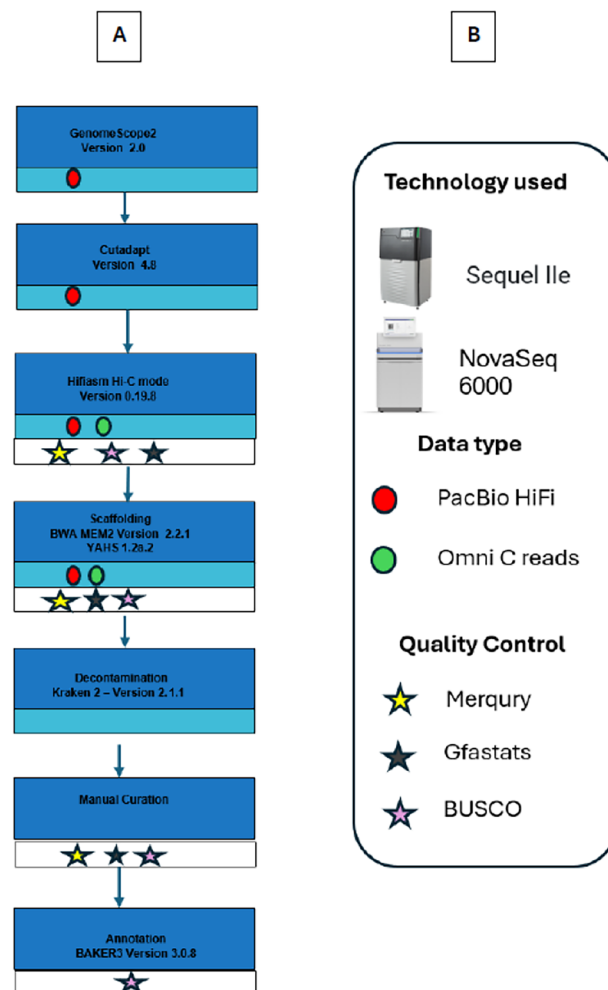 A
B
GenomeScope2
Version 2.0
Cutadapt
Version 4.8
Hifiasm Hi-C mode
Version 0.19.8
Scaffolding
BWA MEM2 Version 2.2.1
YAHS 1.2a.2
Decontamination
Kraken 2 – Version 2.1.1
Manual Curation
Annotation
BAKER3 Version 3.0.8
Technology used
Sequel IIe
NovaSeq
6000
Data type
PacBio HiFi
Omni C reads
Quality Control
Merqury
Gfastats
BUSCO